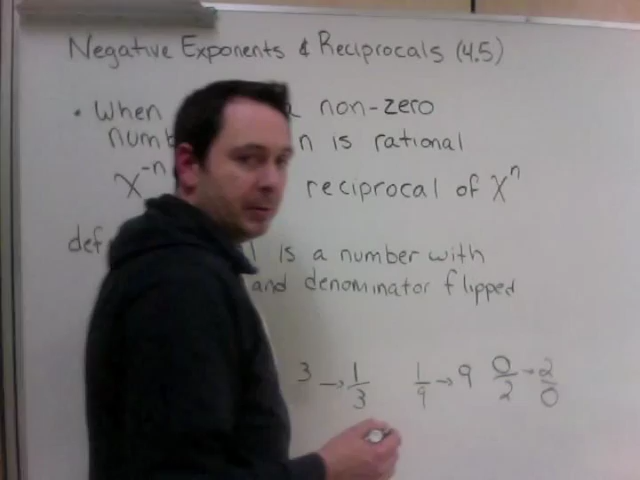 Negative Exponents & Reciprocals (4.5)
• When non-zero
n is rational
x⁻ⁿ reciprocal of xⁿ
def is a number with
and denominator flipped
3 → 1/3 1/9 → 9 0/2 → 2/0